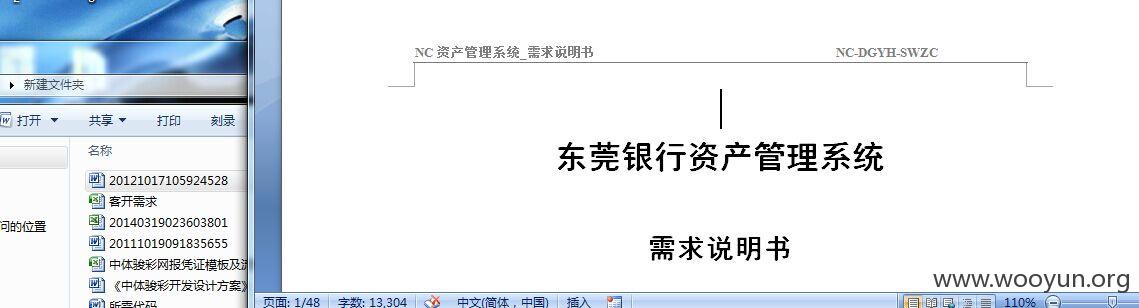 新建文件夹
打开
共享
打印
刻录
名称
问的位置
20121017105924528
客开需求
20140319023603801
20111019091835655
中体骏彩网报凭证模板及流
《中体骏彩开发设计方案》
所需代码
NC 资产管理系统_需求说明书 NC-DGYH-SWZC
东莞银行资产管理系统
需求说明书
www.wooyun.org
页面: 1/48 字数: 13,304 中文(简体，中国) 插入 110%